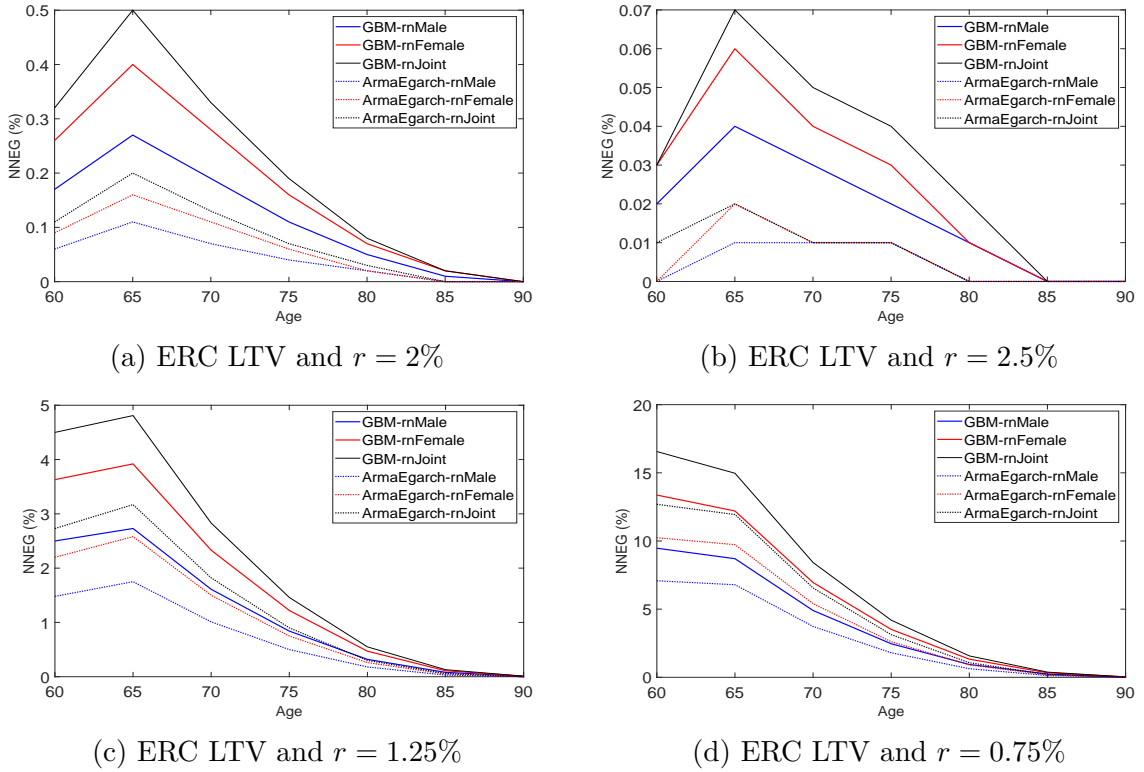 0.5
0.4
0.3
0.2
0.1
0
NNEG (%)
60 65 70 75 80 85 90
Age
GBM-rnMale
GBM-rnFemale
GBM-rnJoint
ArmaEgarch-rnMale
ArmaEgarch-rnFemale
ArmaEgarch-rnJoint
(a) ERC LTV and r = 2%
0.07
0.06
0.05
0.04
0.03
0.02
0.01
0
NNEG (%)
60 65 70 75 80 85 90
Age
GBM-rnMale
GBM-rnFemale
GBM-rnJoint
ArmaEgarch-rnMale
ArmaEgarch-rnFemale
ArmaEgarch-rnJoint
(b) ERC LTV and r = 2.5%
5
4
3
2
1
0
NNEG (%)
60 65 70 75 80 85 90
Age
GBM-rnMale
GBM-rnFemale
GBM-rnJoint
ArmaEgarch-rnMale
ArmaEgarch-rnFemale
ArmaEgarch-rnJoint
(c) ERC LTV and r = 1.25%
20
15
10
5
0
NNEG (%)
60 65 70 75 80 85 90
Age
GBM-rnMale
GBM-rnFemale
GBM-rnJoint
ArmaEgarch-rnMale
ArmaEgarch-rnFemale
ArmaEgarch-rnJoint
(d) ERC LTV and r = 0.75%